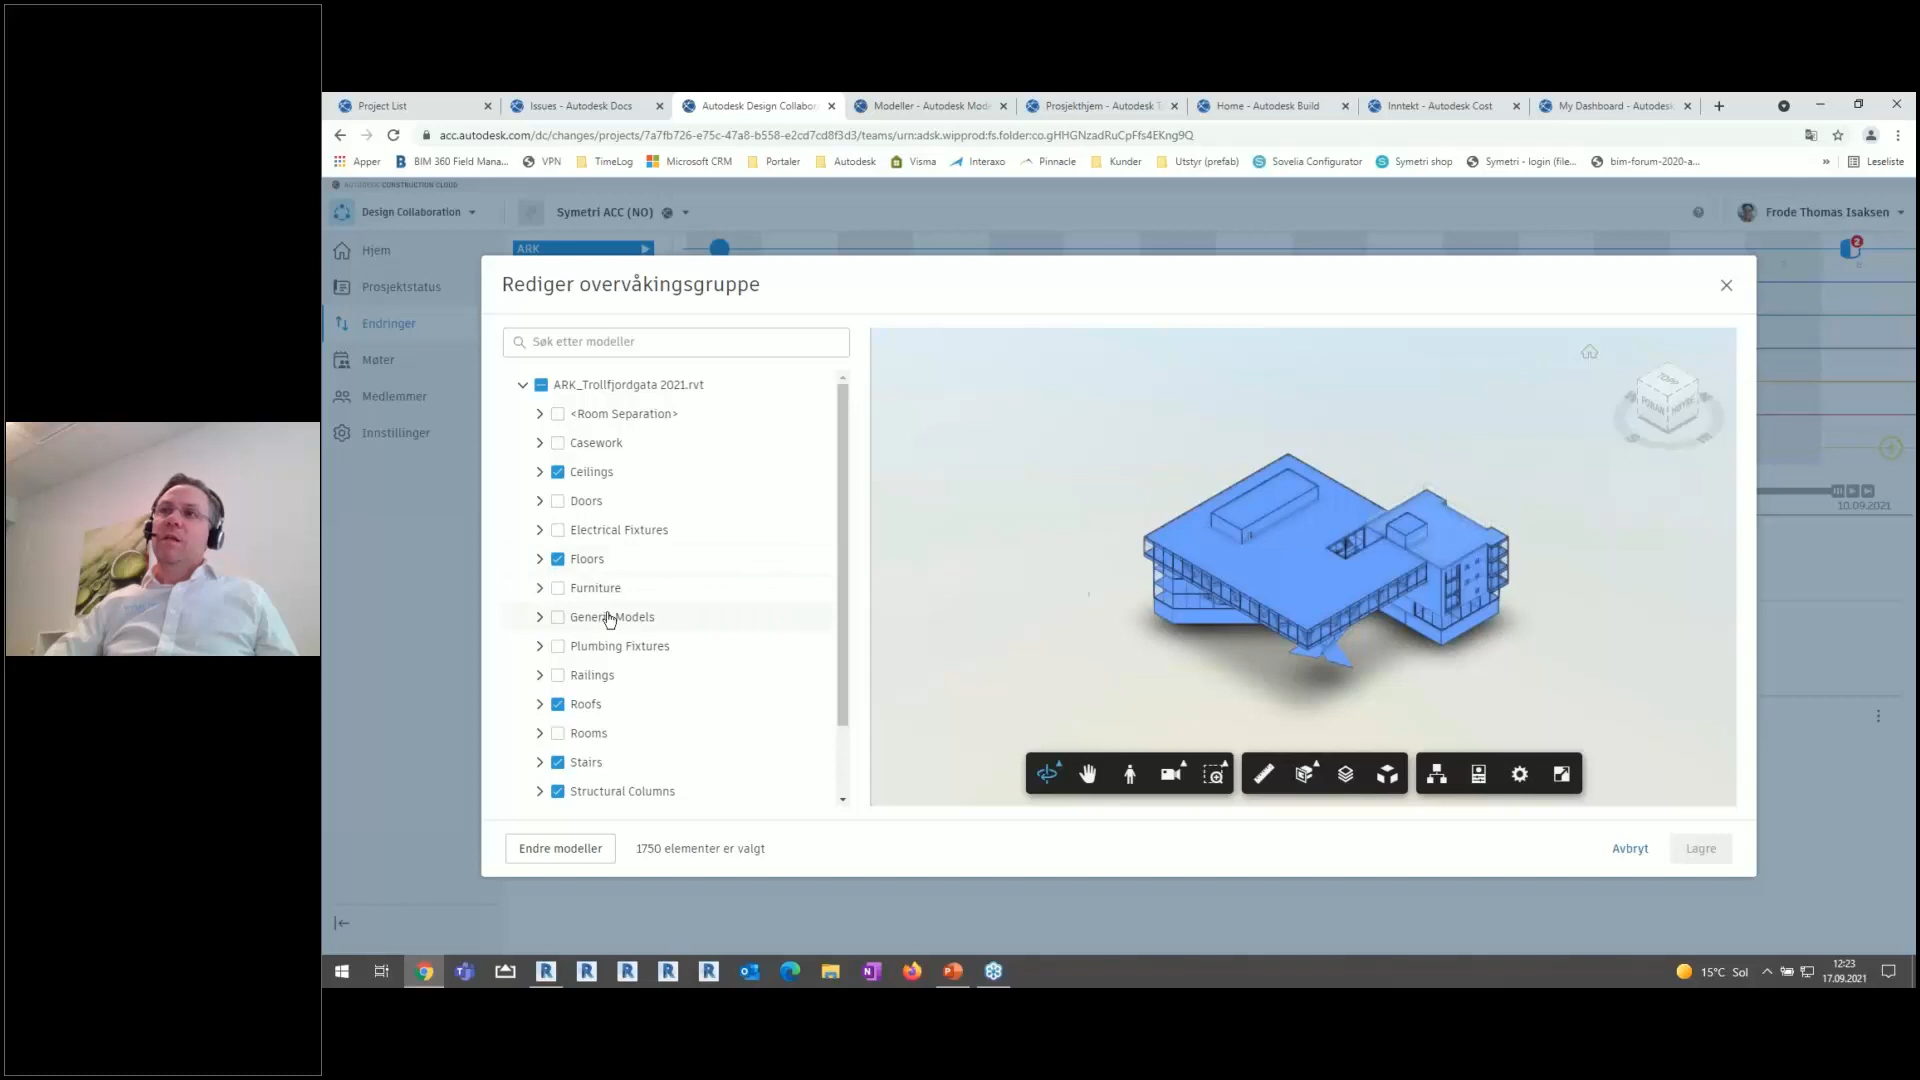 Project List
Issues - Autodesk Docs
Autodesk Design Collabor
Modeller - Autodesk Mode
Prosjekthjem - Autodesk T
Home - Autodesk Build
Inntekt - Autodesk Cost
My Dashboard - Autodesk
acc.autodesk.com/dc/changes/projects/7a7fb726-e75c-47a8-b558-e2cd7cd8f3d3/teams/urn:adsk.wipprod:fs.folder:co.gHHGNzadRuCpFfs4EKng9Q
Apper
BIM 360 Field Mana...
VPN
TimeLog
Microsoft CRM
Portaler
Autodesk
Visma
Interaxo
Pinnacle
Kunder
Utstyr (prefab)
Sovelia Configurator
Symetri shop
Symetri - login (file...
bim-forum-2020-a...
»
Leseliste
AUTODESK CONSTRUCTION CLOUD
Design Collaboration
Symetri ACC (NO)
Frode Thomas Isaksen
Hjem
Prosjektstatus
Endringer
Møter
Medlemmer
Innstillinger
ARK
2
Rediger overvåkingsgruppe
Søk etter modeller
ARK_Trollfjordgata 2021.rvt
<Room Separation>
Casework
Ceilings
Doors
Electrical Fixtures
Floors
Furniture
Plumbing Fixtures
Railings
Roofs
Rooms
Stairs
Structural Columns
TOPP
10.09.2021
Endre modeller
1750 elementer er valgt
Avbryt
Lagre
15°C Sol
12:23
17.09.2021